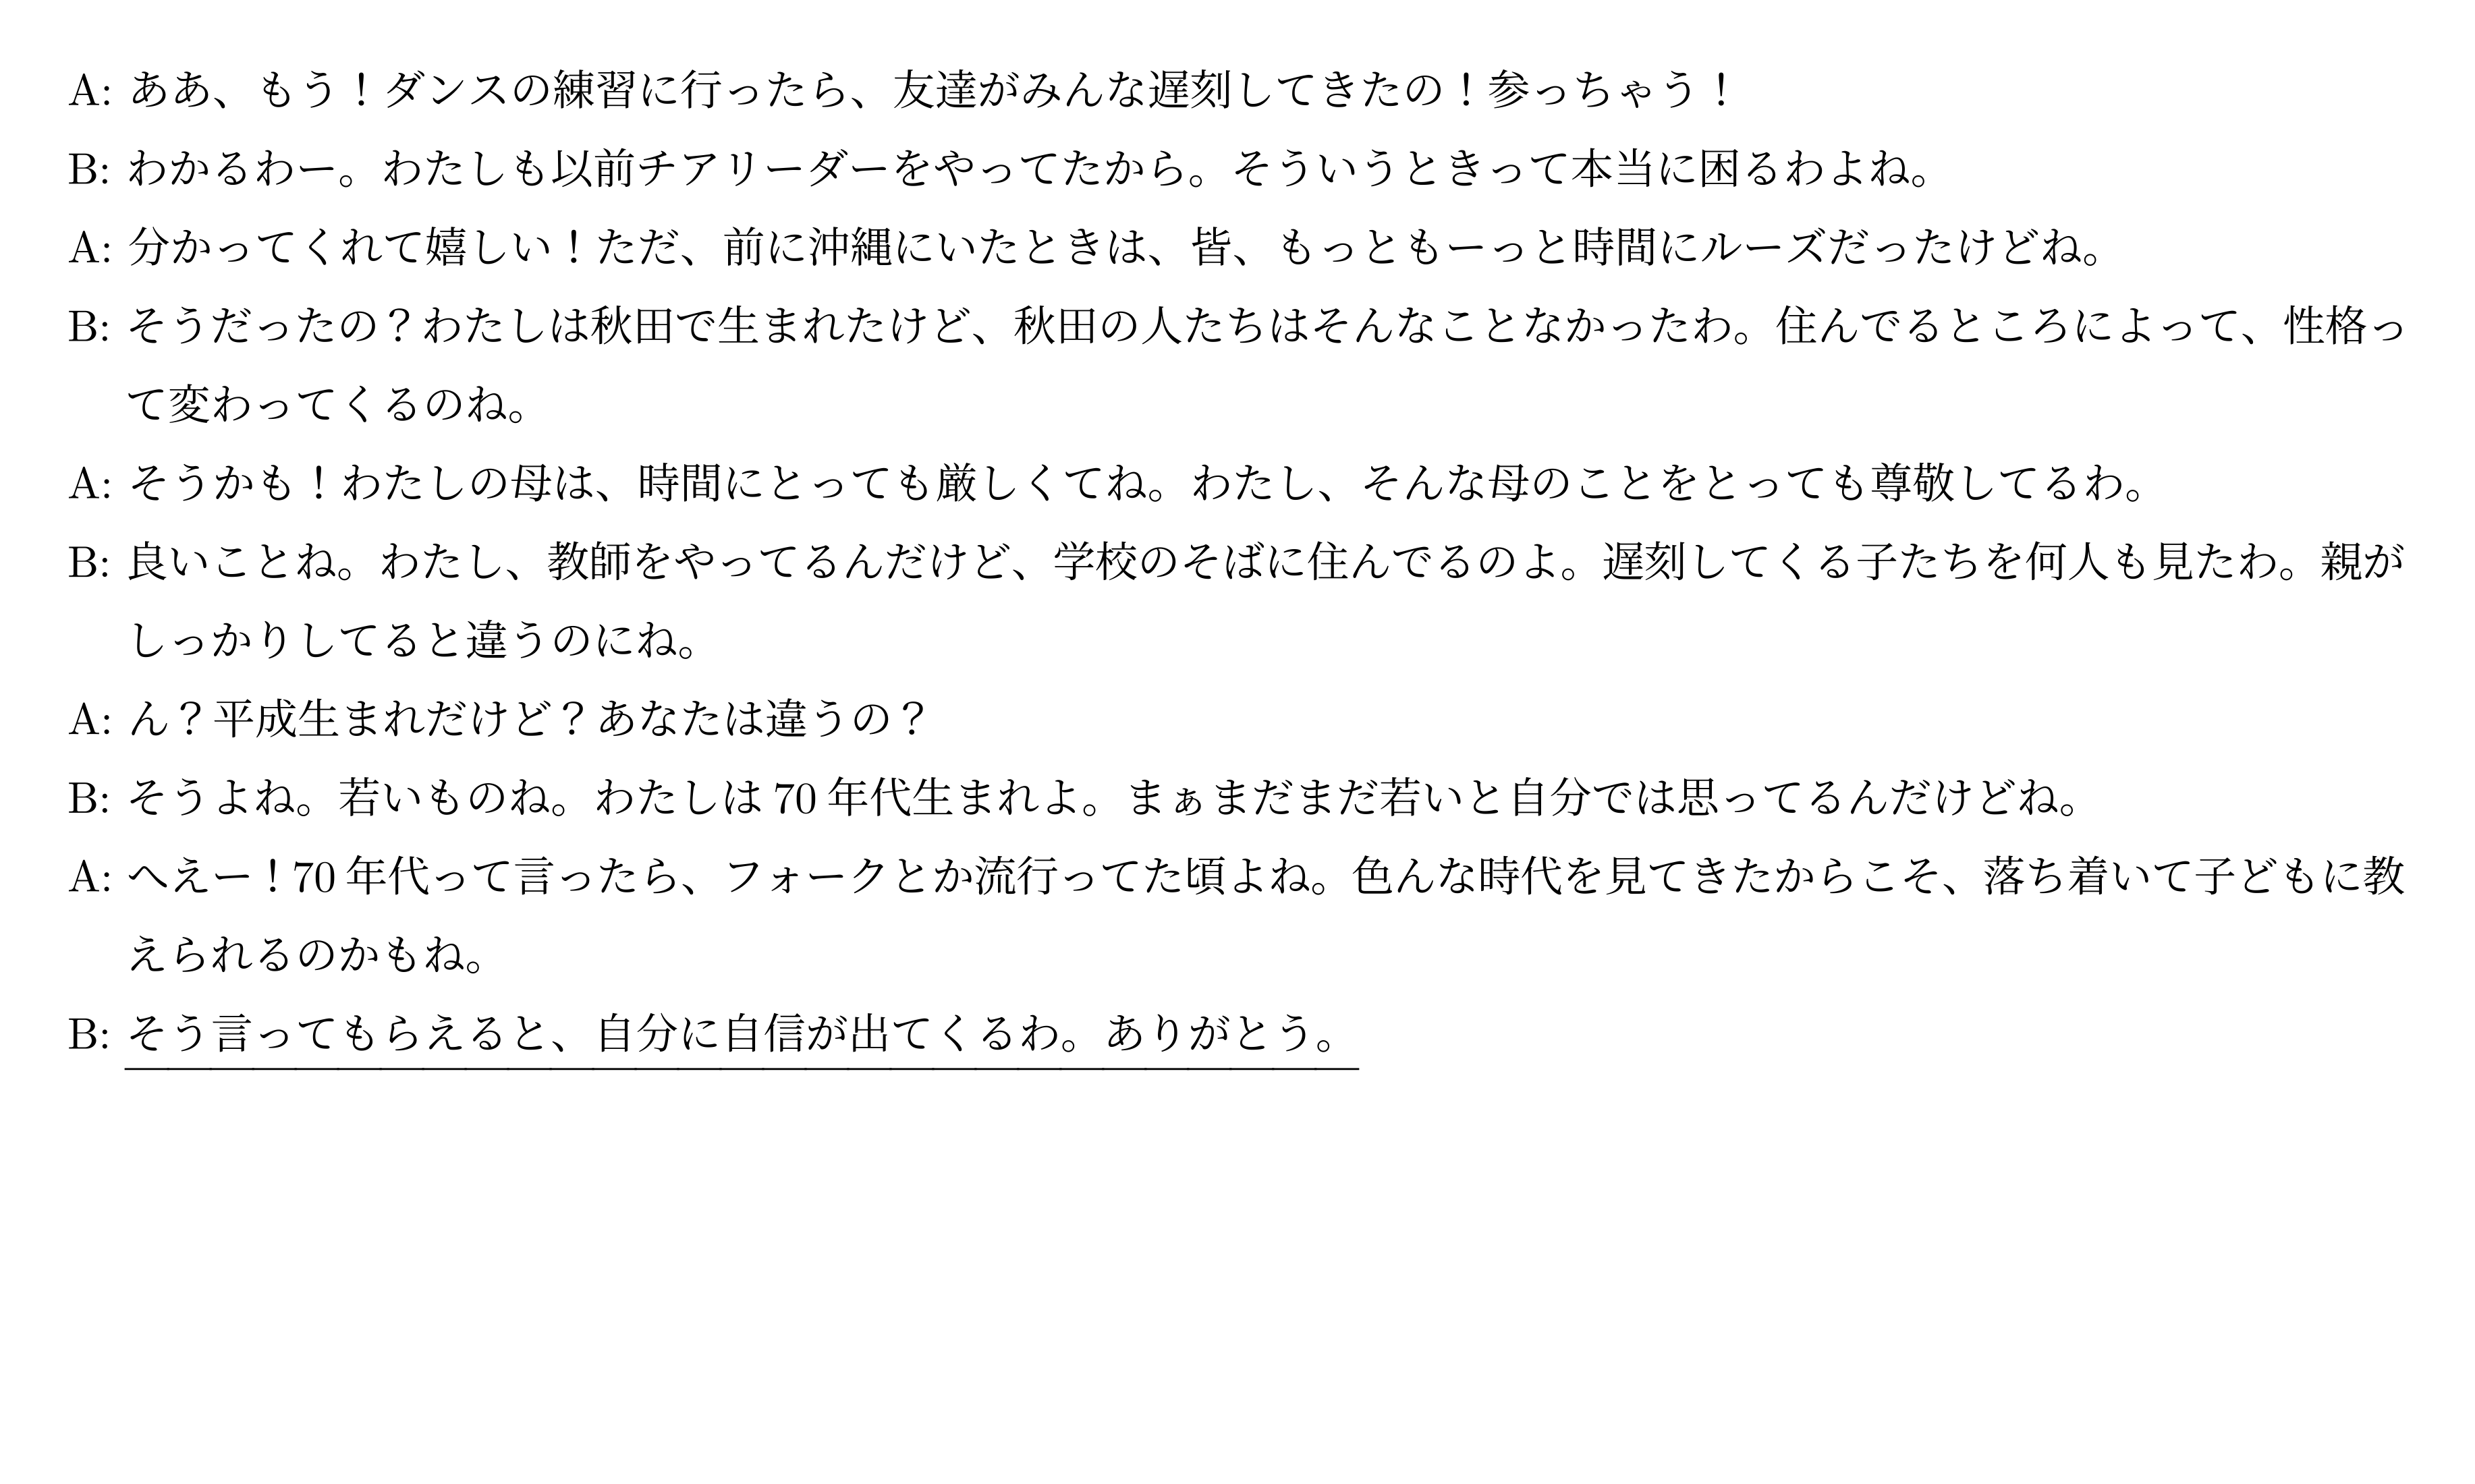 A: ああ、もう！ダンスの練習に行ったら、友達がみんな遅刻してきたの！参っちゃう！
B: わかるわー。わたしも以前チアリーダーをやってたから。そういうときって本当に困るわよね。
A: 分かってくれて嬉しい！ただ、前に沖縄にいたときは、皆、もっともーっと時間にルーズだったけどね。
B: そうだったの？わたしは秋田で生まれたけど、秋田の人たちはそんなことなかったわ。住んでるところによって、性格っ
て変わってくるのね。
A: そうかも！わたしの母は、時間にとっても厳しくてね。わたし、そんな母のことをとっても尊敬してるわ。
B: 良いことね。わたし、教師をやってるんだけど、学校のそばに住んでるのよ。遅刻してくる子たちを何人も見たわ。親が
しっかりしてると違うのにね。
A: ん？平成生まれだけど？あなたは違うの？
B: そうよね。若いものね。わたしは 70 年代生まれよ。まぁまだまだ若いと自分では思ってるんだけどね。
A: へえー！70 年代って言ったら、フォークとか流行ってた頃よね。色んな時代を見てきたからこそ、落ち着いて子どもに教
えられるのかもね。
B: そう言ってもらえると、自分に自信が出てくるわ。ありがとう。